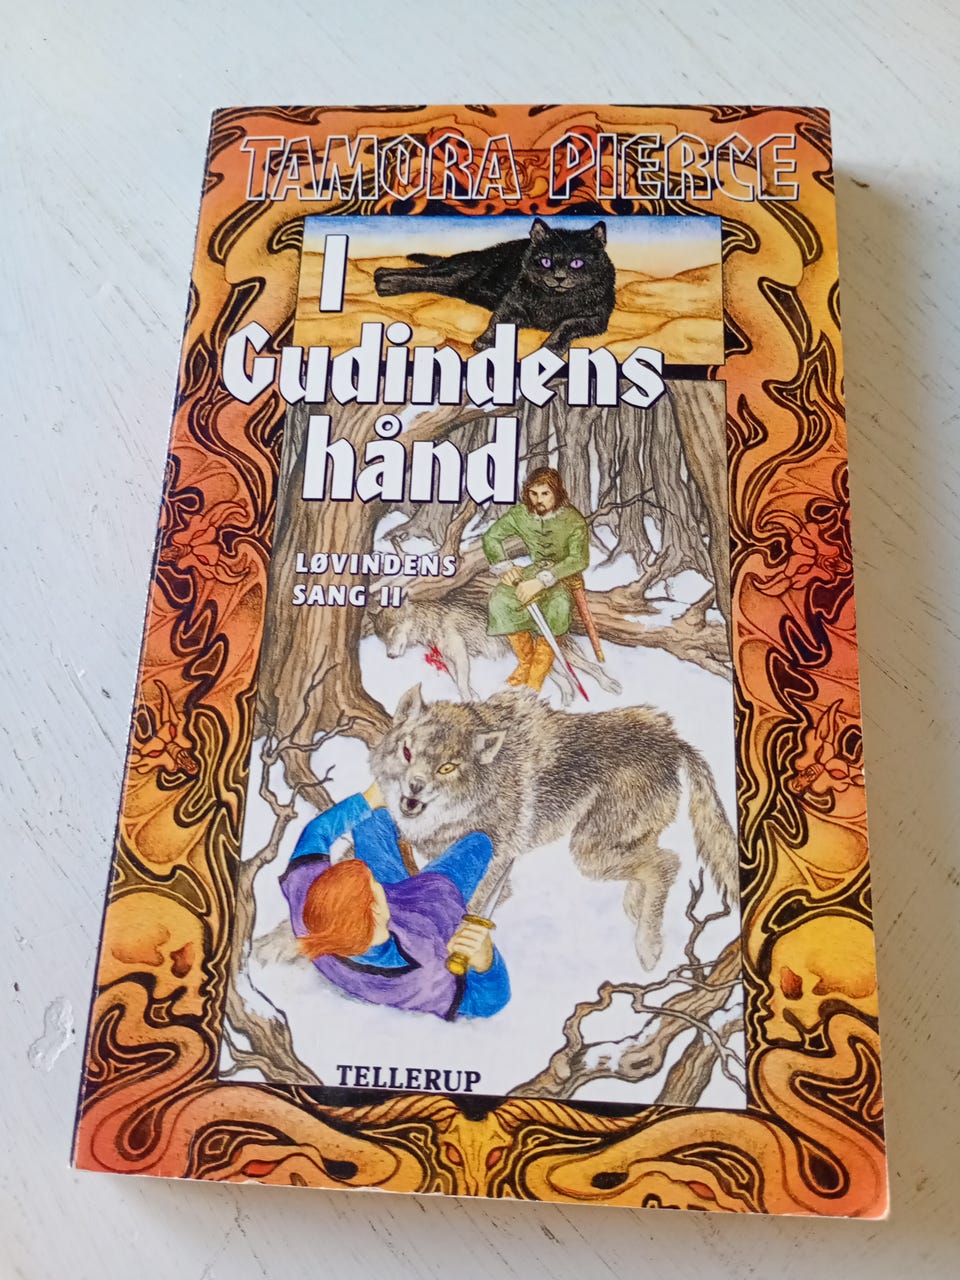 TAMORA PIERCE
I
Gudindens
hånd
LØVINDENS
SANG II
TELLERUP